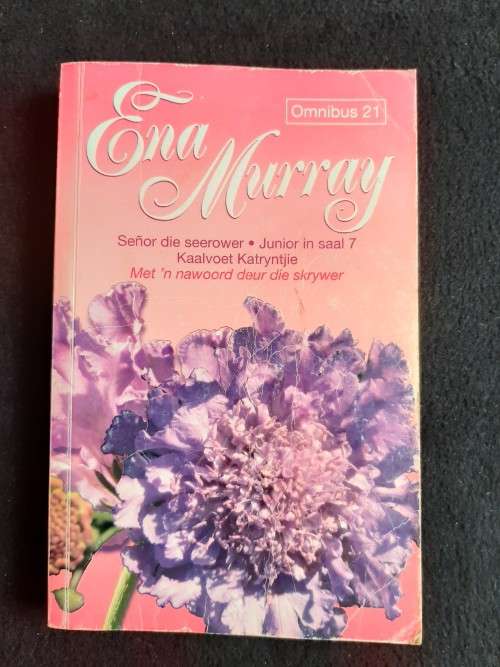 Omnibus 21
Ena
Murray
Señor die seerower • Junior in saal 7
Kaalvoet Katryntjie
Met 'n nawoord deur die skrywer